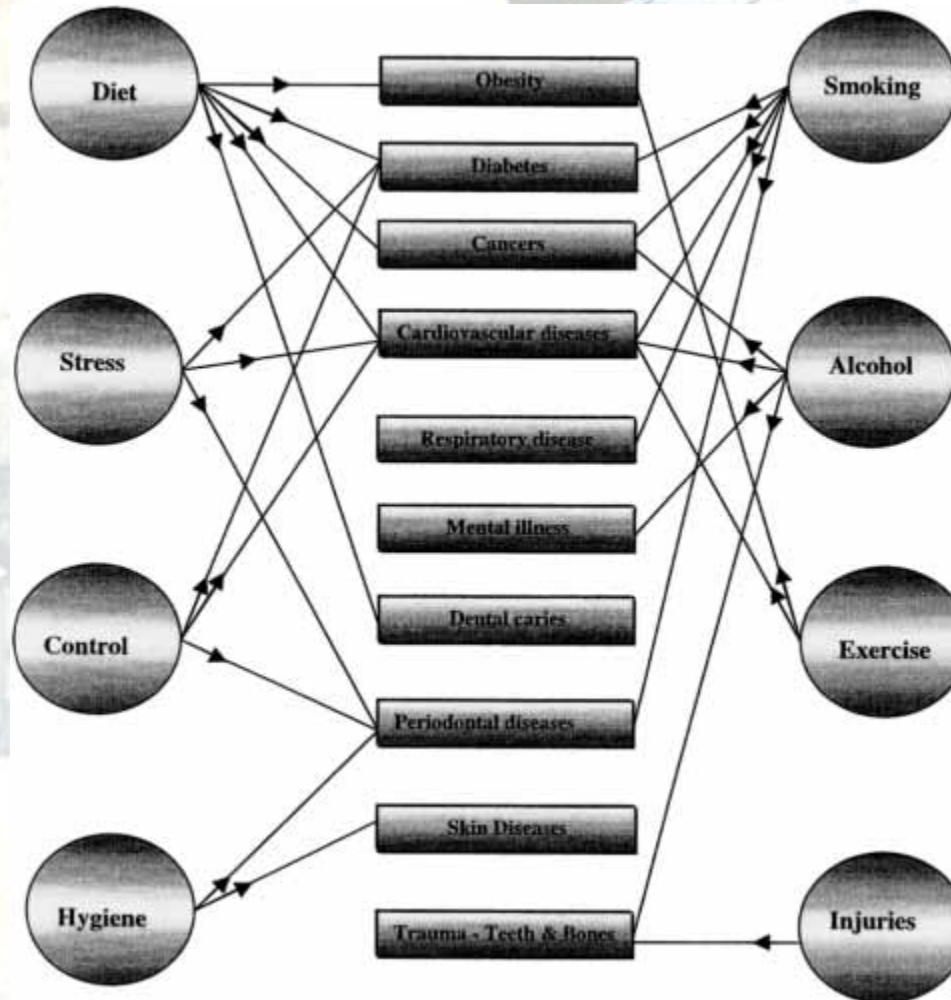 Diet
Obesity
Smoking
Diabetes
Cancers
Stress
Cardiovascular diseases
Alcohol
Respiratory disease
Mental illness
Control
Dental caries
Exercise
Periodontal diseases
Hygiene
Skin Diseases
Trauma - Teeth & Bones
Injuries